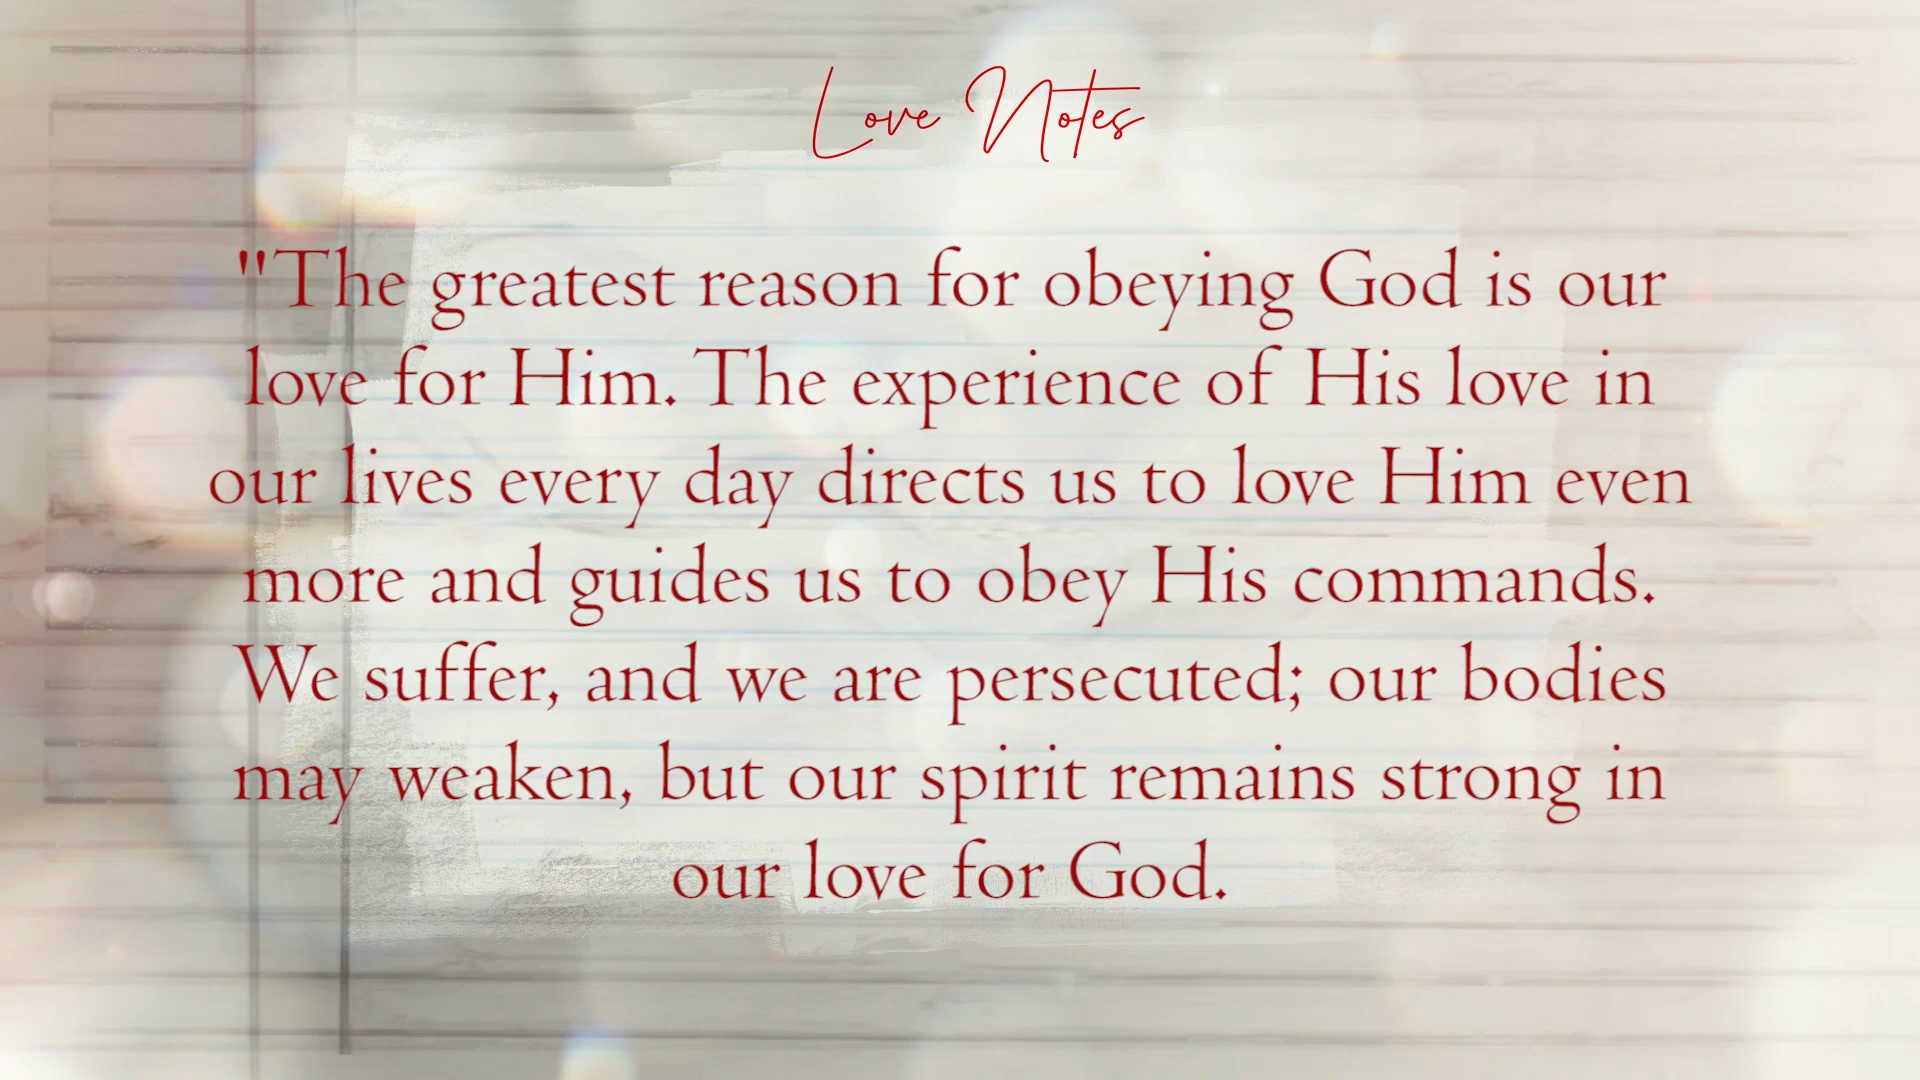 Love Notes
"The greatest reason for obeying God is our
love for Him. The experience of His love in
our lives every day directs us to love Him even
more and guides us to obey His commands.
We suffer, and we are persecuted; our bodies
may weaken, but our spirit remains strong in
our love for God.